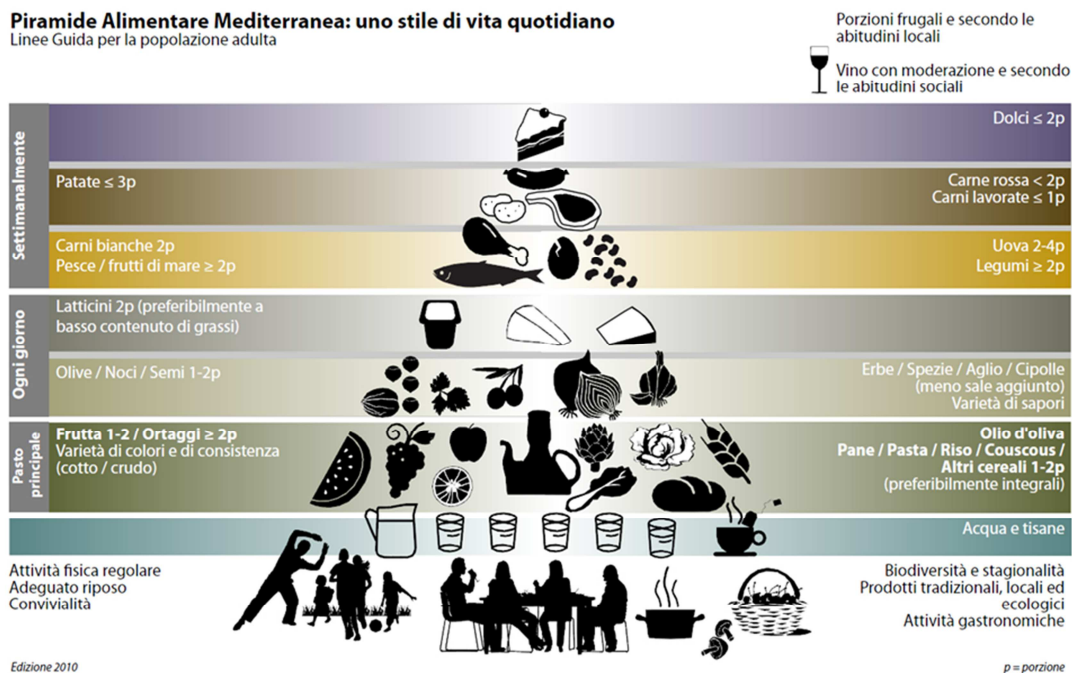 Piramide Alimentare Mediterranea: uno stile di vita quotidiano
Linee Guida per la popolazione adulta
Porzioni frugali e secondo le
abitudini locali
Vino con moderazione e secondo
le abitudini sociali
Settimanalmente
Dolci ≤ 2p
Patate ≤ 3p
Carne rossa < 2p
Carni lavorate ≤ 1p
Carni bianche 2p
Pesce / frutti di mare ≥ 2p
Uova 2-4p
Legumi ≥ 2p
Ogni giorno
Latticini 2p (preferibilmente a
basso contenuto di grassi)
Olive / Noci / Semi 1-2p
Erbe / Spezie / Aglio / Cipolle
(meno sale aggiunto)
Varietà di sapori
Pasto
principale
Frutta 1-2 / Ortaggi ≥ 2p
Varietà di colori e di consistenza
(cotto / crudo)
Olio d'oliva
Pane / Pasta / Riso / Couscous /
Altri cereali 1-2p
(preferibilmente integrali)
Acqua e tisane
Attività fisica regolare
Adeguato riposo
Convivialità
Biodiversità e stagionalità
Prodotti tradizionali, locali ed
ecologici
Attività gastronomiche
Edizione 2010
p = porzione